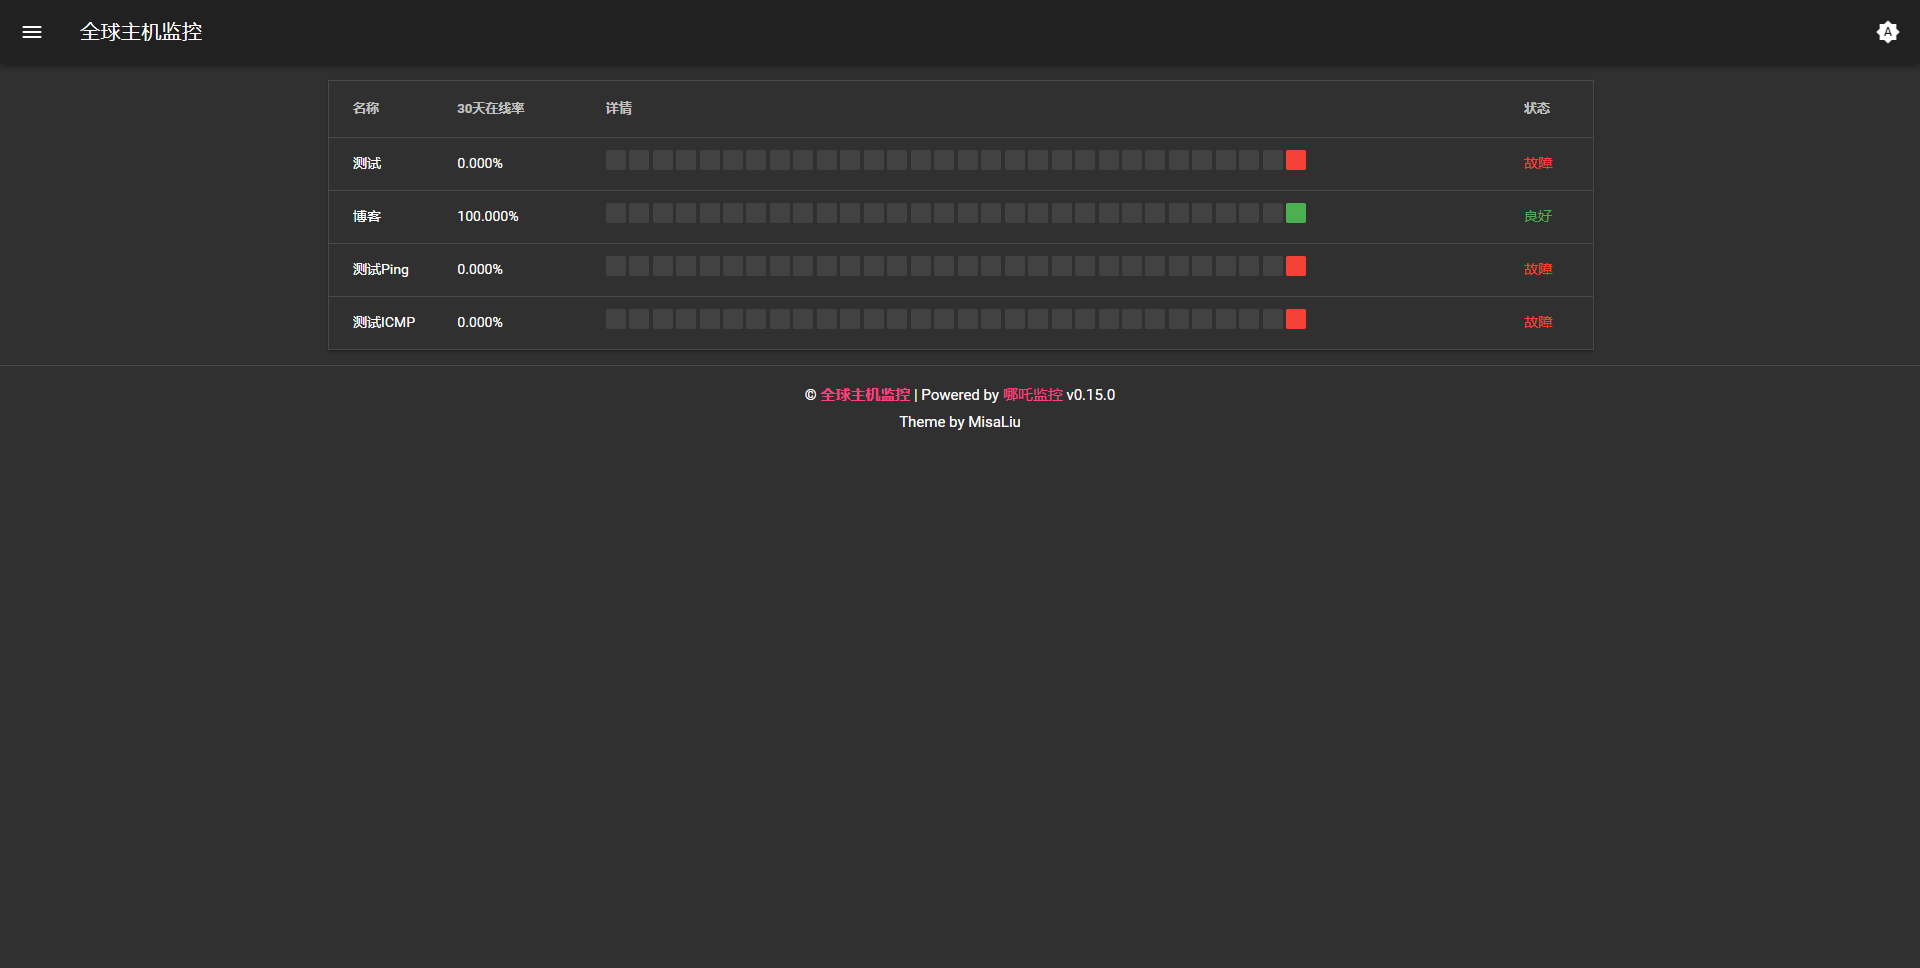 全球主机监控
A
名称 30天在线率 详情 状态
测试 0.000% 故障
博客 100.000% 良好
测试Ping 0.000% 故障
测试ICMP 0.000% 故障
© 全球主机监控 | Powered by 哪吒监控 v0.15.0
Theme by MisaLiu